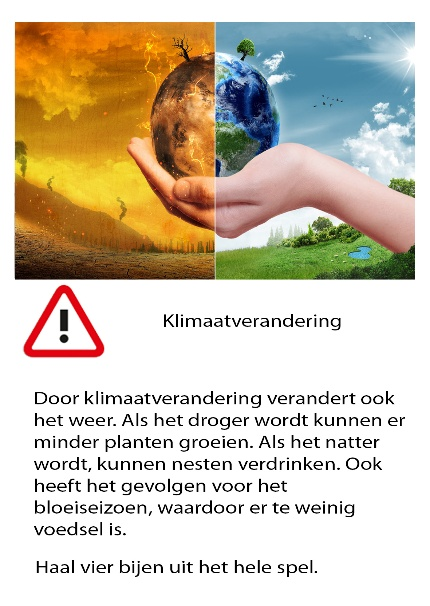 Klimaatverandering
Door klimaatverandering verandert ook
het weer. Als het droger wordt kunnen er
minder planten groeien. Als het natter
wordt, kunnen nesten verdrinken. Ook
heeft het gevolgen voor het
bloeiseizoen, waardoor er te weinig
voedsel is.
Haal vier bijen uit het hele spel.